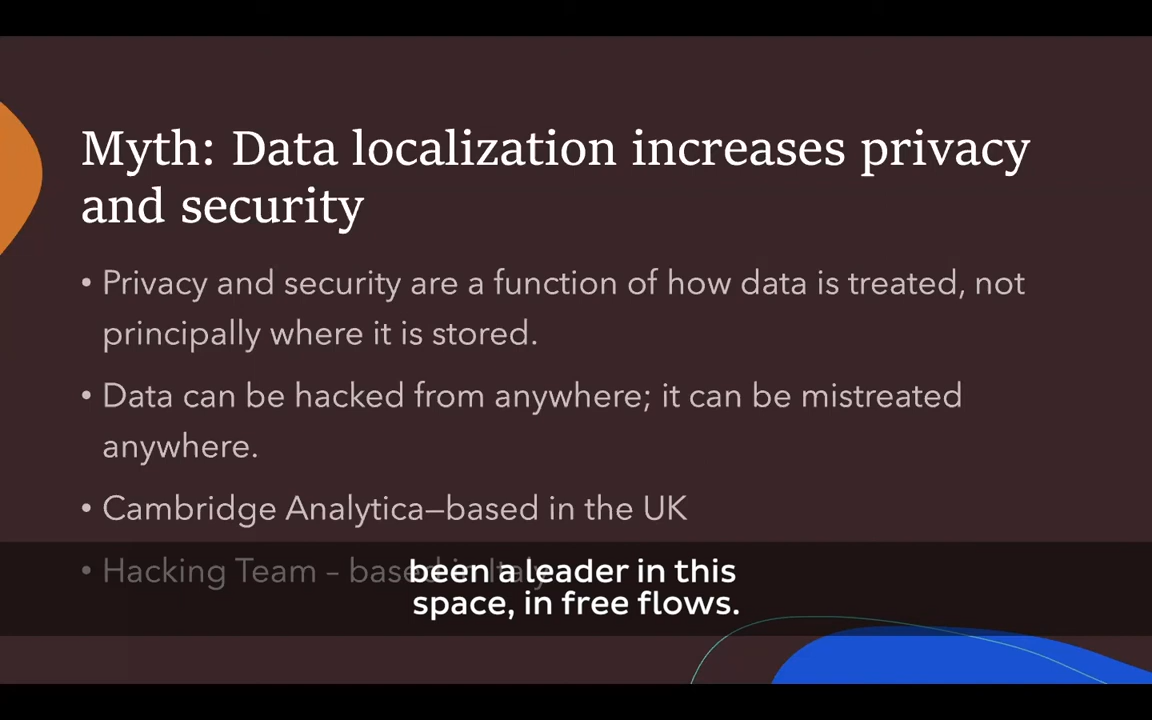 Myth: Data localization increases privacy
and security
• Privacy and security are a function of how data is treated, not
principally where it is stored.
• Data can be hacked from anywhere; it can be mistreated
anywhere.
• Cambridge Analytica—based in the UK
• Hacking Team – based in Italy
been a leader in this
space, in free flows.